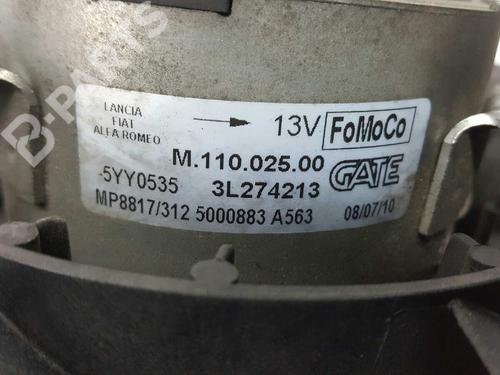 B-PARTS
LANCIA
FIAT
ALFA ROMEO
13V FoMoCo
M.110.025.00
-5YY0535 3L274213 GATE
MP8817/312 5000883 A563 08/07/10